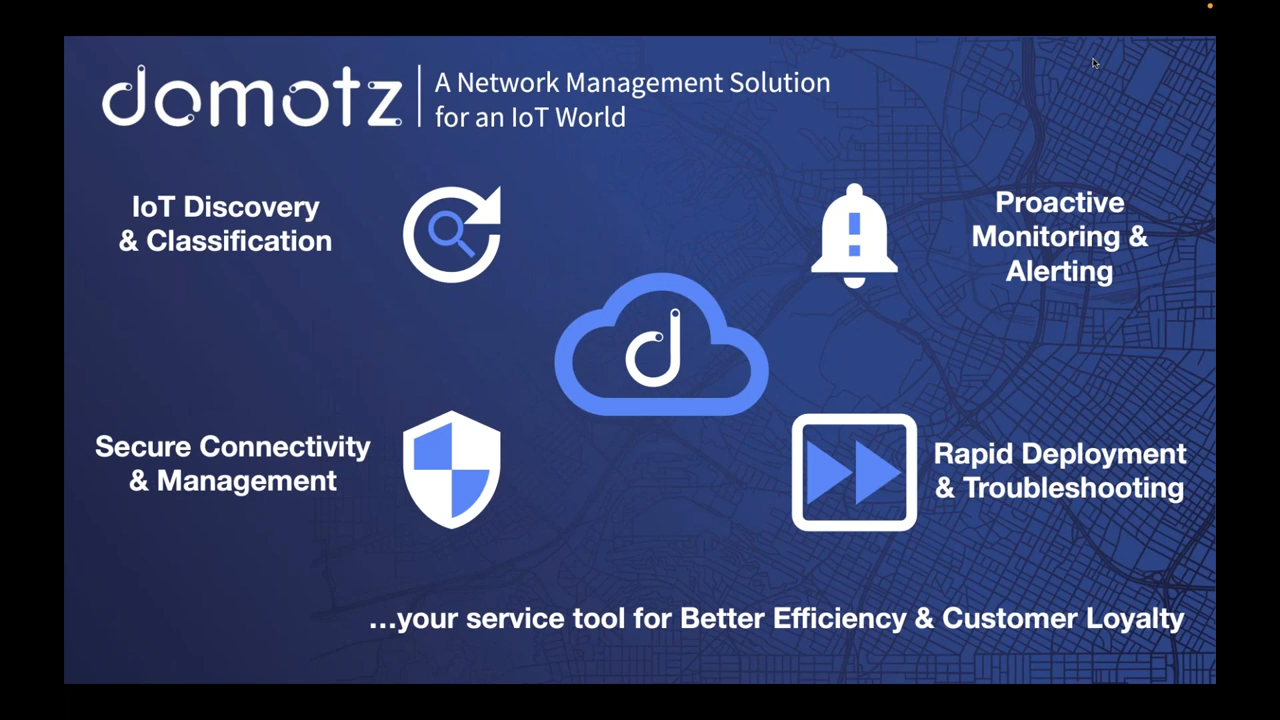 domotz
A Network Management Solution
for an IoT World
IoT Discovery
& Classification
Proactive
Monitoring &
Alerting
d
Secure Connectivity
& Management
Rapid Deployment
& Troubleshooting
...your service tool for Better Efficiency & Customer Loyalty